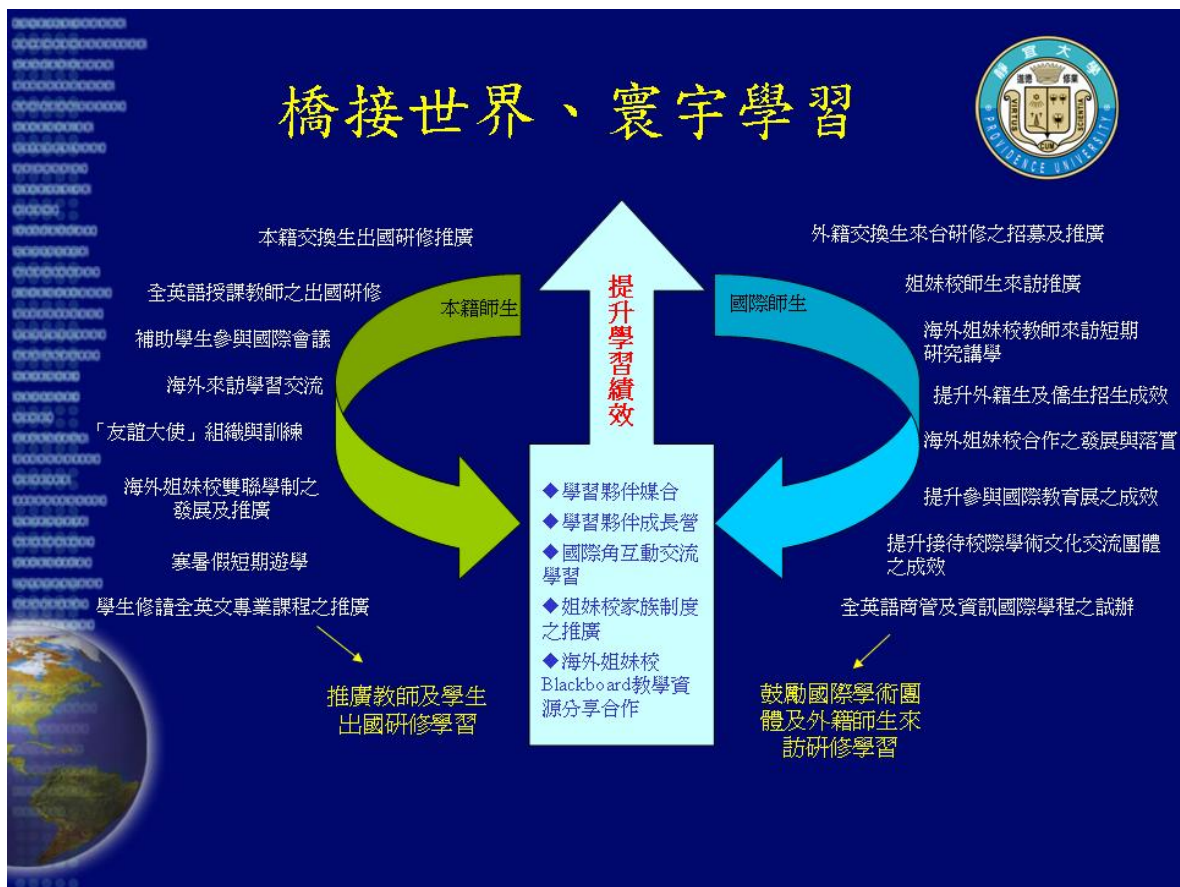 橋接世界、寰宇學習
靜宜大學
進德 修業
VIRTUS
CUM
SCIENTIA
PROVIDENCE UNIVERSITY
本籍交換生出國研修推廣
全英語授課教師之出國研修
補助學生參與國際會議
海外來訪學習交流
「友誼大使」組織與訓練
海外姐妹校雙聯學制之
發展及推廣
寒暑假短期遊學
學生修讀全英文專業課程之推廣
推廣教師及學生
出國研修學習
本籍師生
提升學習績效
◆學習夥伴媒合
◆學習夥伴成長營
◆國際角互動交流
學習
◆姐妹校家族制度
之推廣
◆海外姐妹校
Blackboard教學資
源分享合作
國際師生
外籍交換生來台研修之招募及推廣
姐妹校師生來訪推廣
海外姐妹校教師來訪短期
研究講學
提升外籍生及僑生招生成效
海外姐妹校合作之發展與落實
提升參與國際教育展之成效
提升接待校際學術文化交流團體
之成效
全英語商管及資訊國際學程之試辦
鼓勵國際學術團
體及外籍師生來
訪研修學習